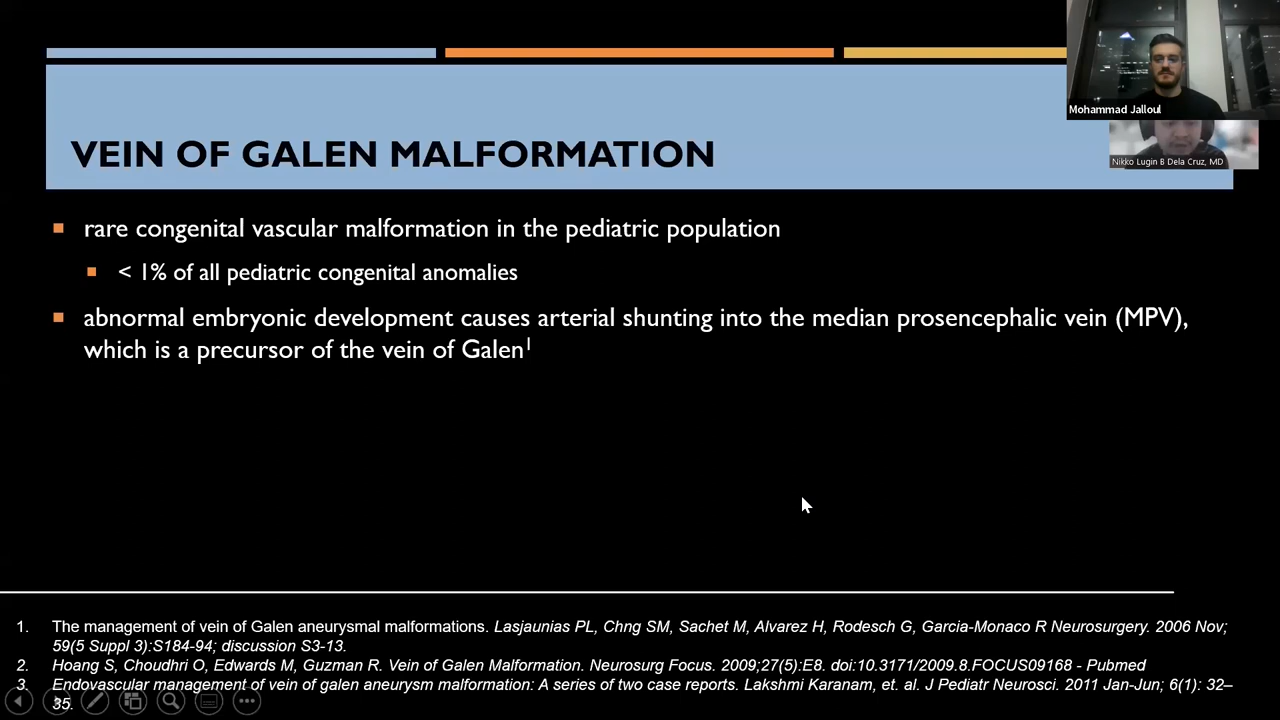 VEIN OF GALEN MALFORMATION
Mohammad Jalloul
Nikko Lugin B Dela Cruz, MD
rare congenital vascular malformation in the pediatric population
< 1% of all pediatric congenital anomalies
abnormal embryonic development causes arterial shunting into the median prosencephalic vein (MPV),
which is a precursor of the vein of Galen¹
1. The management of vein of Galen aneurysmal malformations. Lasjaunias PL, Chng SM, Sachet M, Alvarez H, Rodesch G, Garcia-Monaco R Neurosurgery. 2006 Nov;
59(5 Suppl 3):S184-94; discussion S3-13.
2. Hoang S, Choudhri O, Edwards M, Guzman R. Vein of Galen Malformation. Neurosurg Focus. 2009;27(5):E8. doi:10.3171/2009.8.FOCUS09168 - Pubmed
3. Endovascular management of vein of galen aneurysm malformation: A series of two case reports. Lakshmi Karanam, et. al. J Pediatr Neurosci. 2011 Jan-Jun; 6(1): 32–
35.